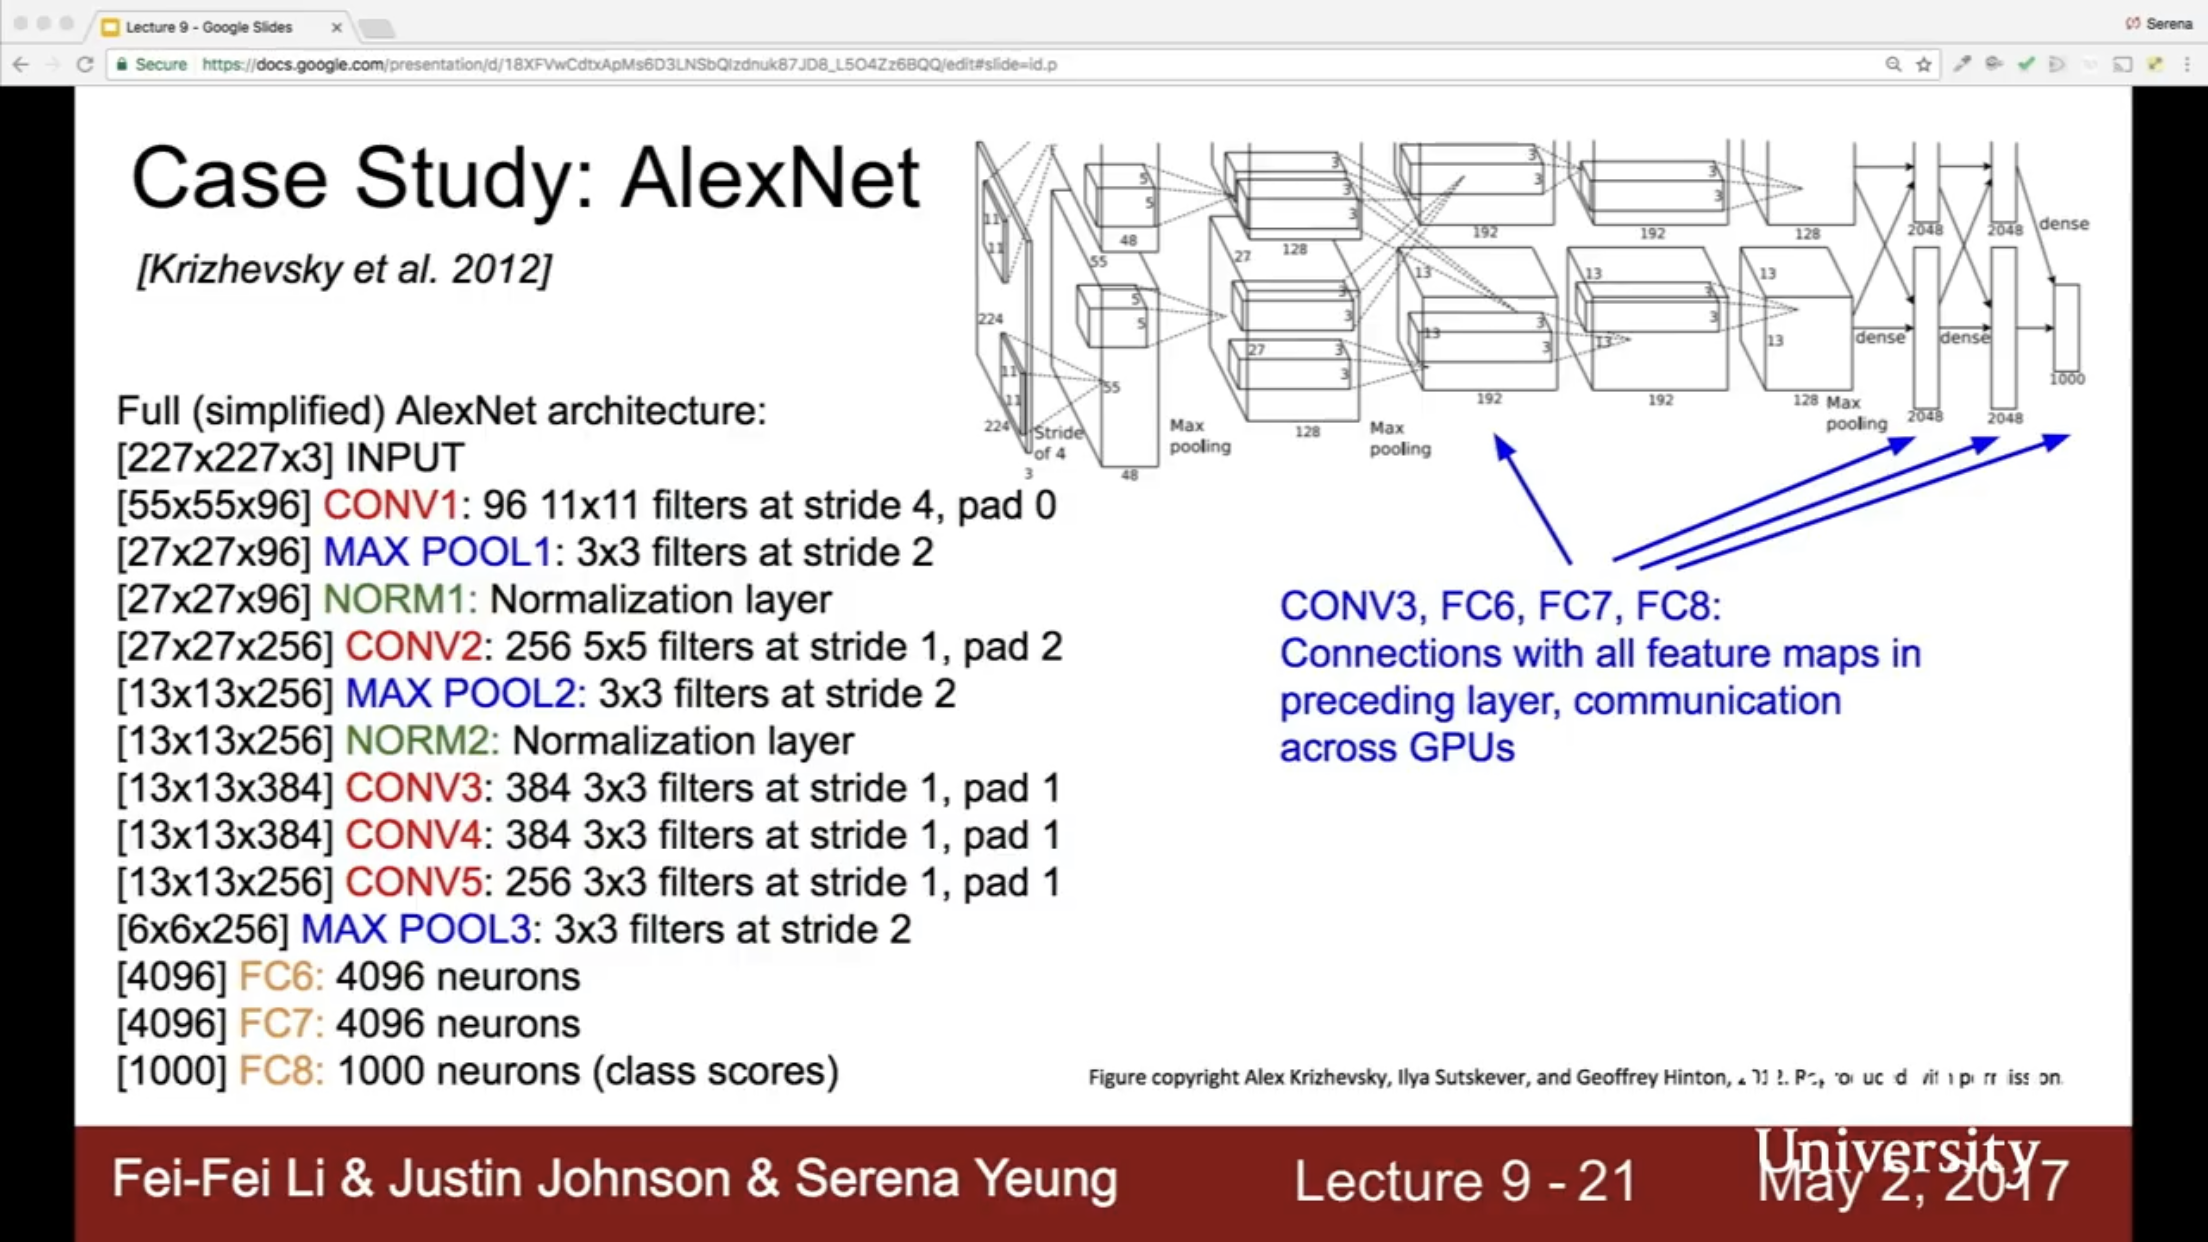 Lecture 9 - Google Slides
Serena
Secure https://docs.google.com/presentation/d/18XFVwCdtxApMs6D3LNSbQIzdnuk87JD8_L5O4Zz6BQQ/edit#slide=id.p
Case Study: AlexNet
[Krizhevsky et al. 2012]
Full (simplified) AlexNet architecture:
[227x227x3] INPUT
[55x55x96] CONV1: 96 11x11 filters at stride 4, pad 0
[27x27x96] MAX POOL1: 3x3 filters at stride 2
[27x27x96] NORM1: Normalization layer
[27x27x256] CONV2: 256 5x5 filters at stride 1, pad 2
[13x13x256] MAX POOL2: 3x3 filters at stride 2
[13x13x256] NORM2: Normalization layer
[13x13x384] CONV3: 384 3x3 filters at stride 1, pad 1
[13x13x384] CONV4: 384 3x3 filters at stride 1, pad 1
[13x13x256] CONV5: 256 3x3 filters at stride 1, pad 1
[6x6x256] MAX POOL3: 3x3 filters at stride 2
[4096] FC6: 4096 neurons
[4096] FC7: 4096 neurons
[1000] FC8: 1000 neurons (class scores)
11
11
5
5
48
3
3
3
3
128
3
3
192
3
3
192
128
2048
2048
dense
224
11
11
224
3
Stride
of 4
55
5
5
55
48
Max
pooling
27
3
3
27
3
3
128
Max
pooling
13
13
3
3
192
13
3
3
13
192
13
13
128
Max
pooling
dense
2048
dense
2048
1000
CONV3, FC6, FC7, FC8:
Connections with all feature maps in
preceding layer, communication
across GPUs
Figure copyright Alex Krizhevsky, Ilya Sutskever, and Geoffrey Hinton,
Fei-Fei Li & Justin Johnson & Serena Yeung
Lecture 9 - 21
University
May 2, 2017